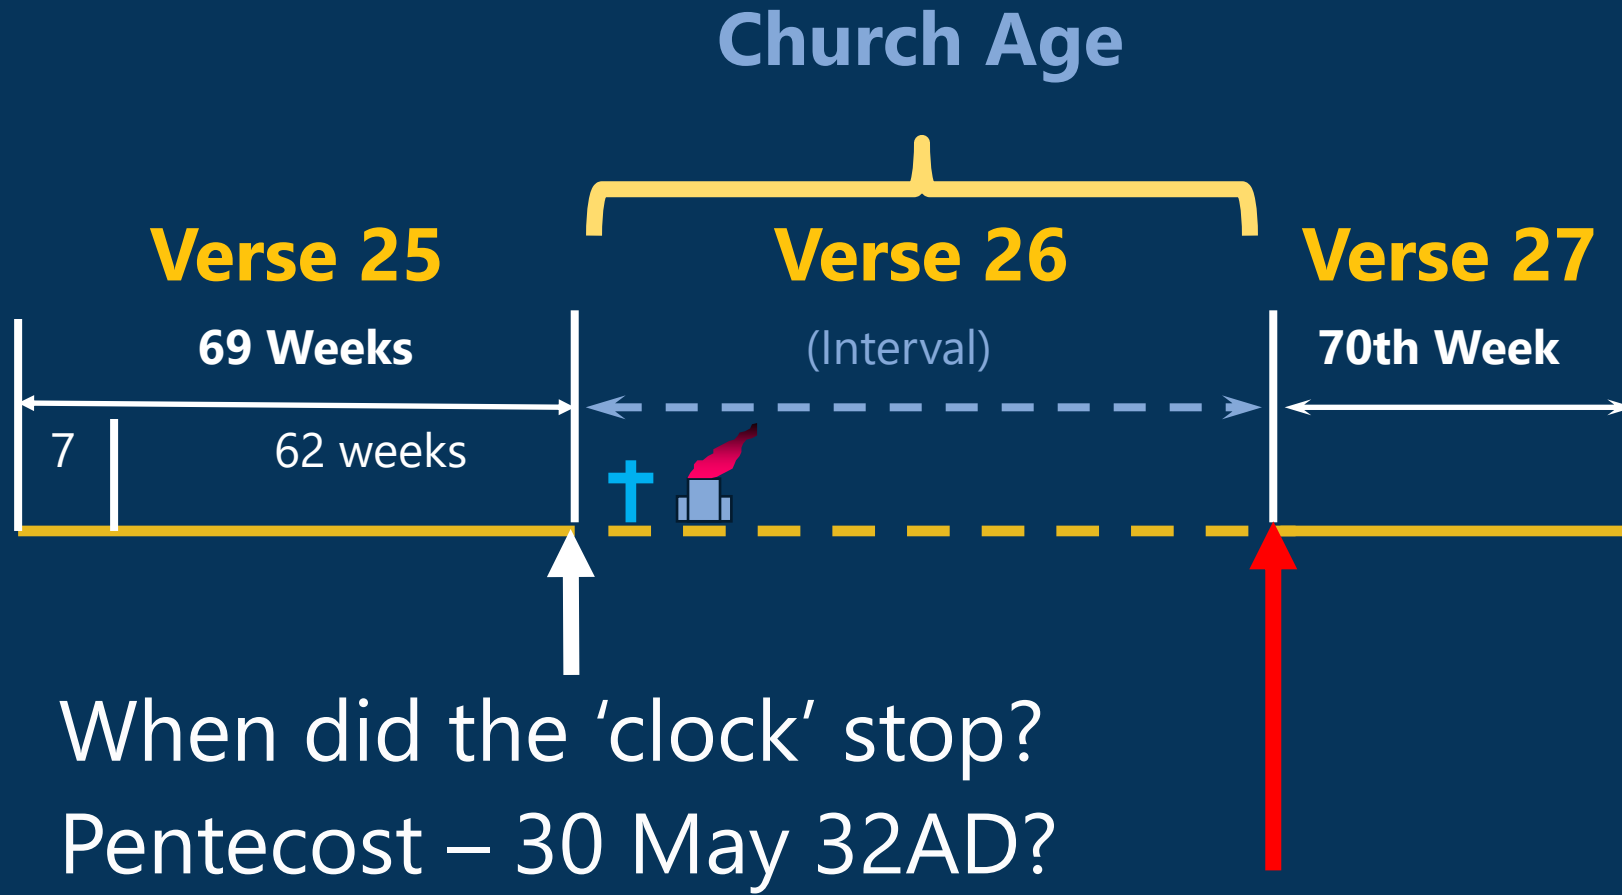 Church Age
Verse 25
Verse 26
Verse 27
69 Weeks
(Interval)
70th Week
7
62 weeks
When did the ‘clock’ stop?
Pentecost – 30 May 32AD?